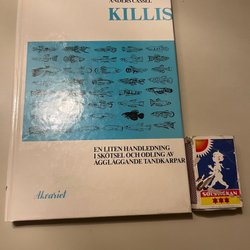 ANDERS CASSEL
KILLIS
EN LITEN HANDLEDNING
I SKÖTSEL OCH ODLING AV
ÄGGLÄGGANDE TANDKARPAR
Akvariet
SOLSTICKAN